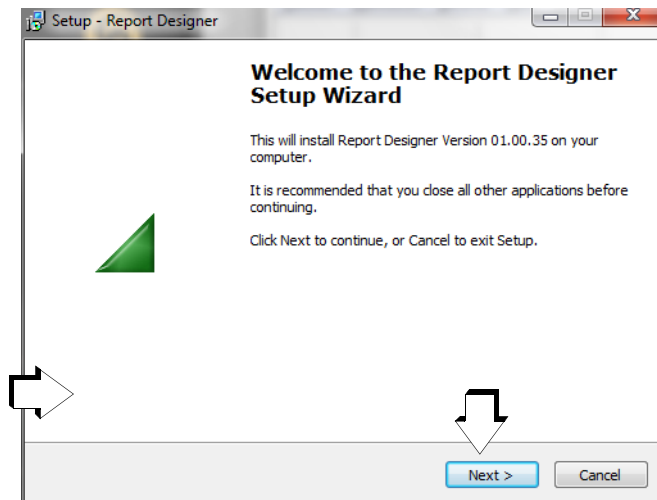 Setup - Report Designer
Welcome to the Report Designer
Setup Wizard
This will install Report Designer Version 01.00.35 on your
computer.
It is recommended that you close all other applications before
continuing.
Click Next to continue, or Cancel to exit Setup.
Next >
Cancel